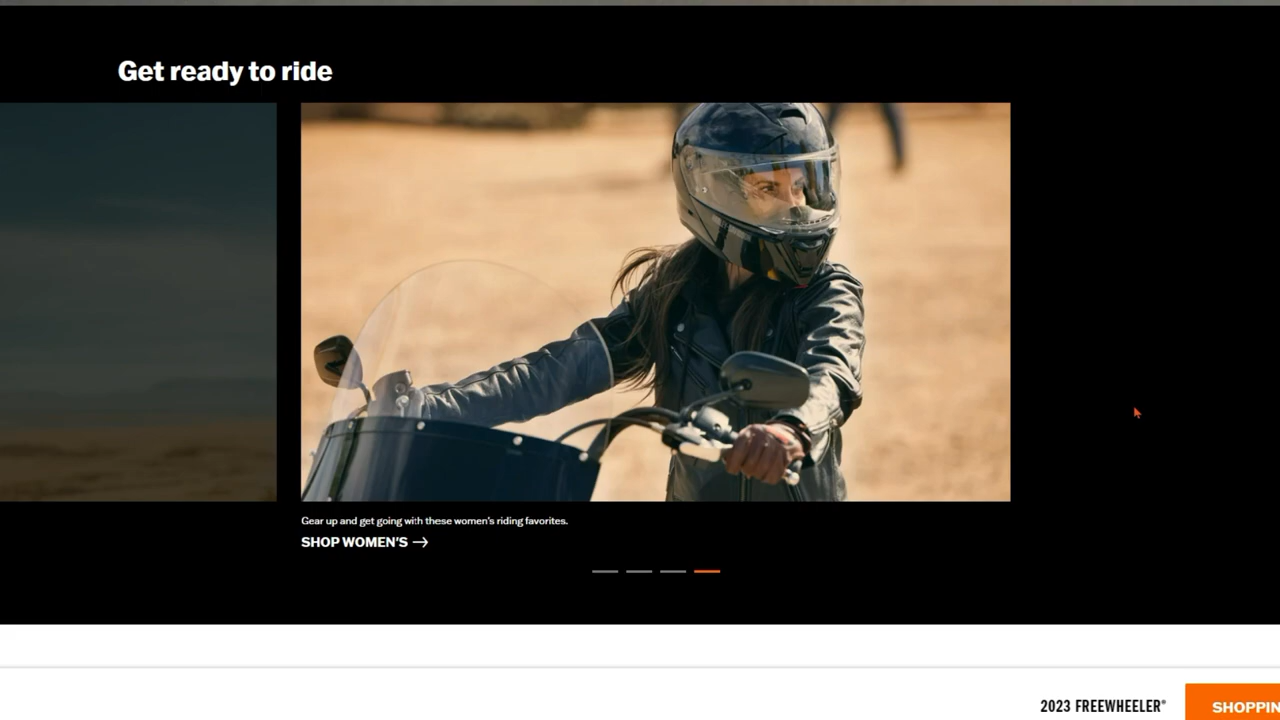 Get ready to ride
Gear up and get going with these women's riding favorites.
SHOP WOMEN'S →
2023 FREEWHEELER®
SHOPPIN